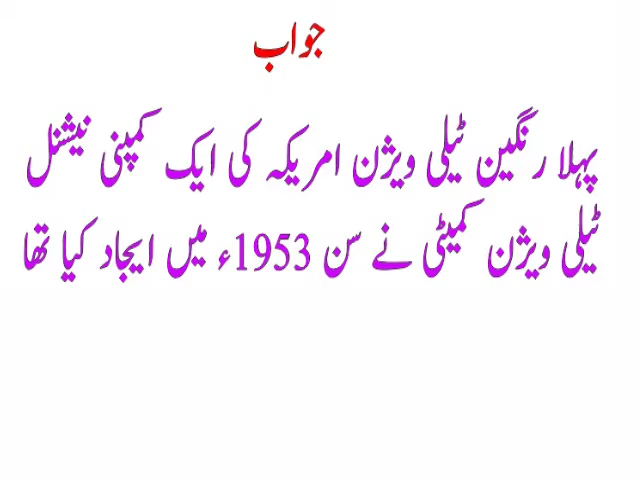 جواب
پہلا رنگین ٹیلی ویژن امریکہ کی ایک کمپنی نیشنل
ٹیلی ویژن کمیٹی نے سن 1953ء میں ایجاد کیا تھا